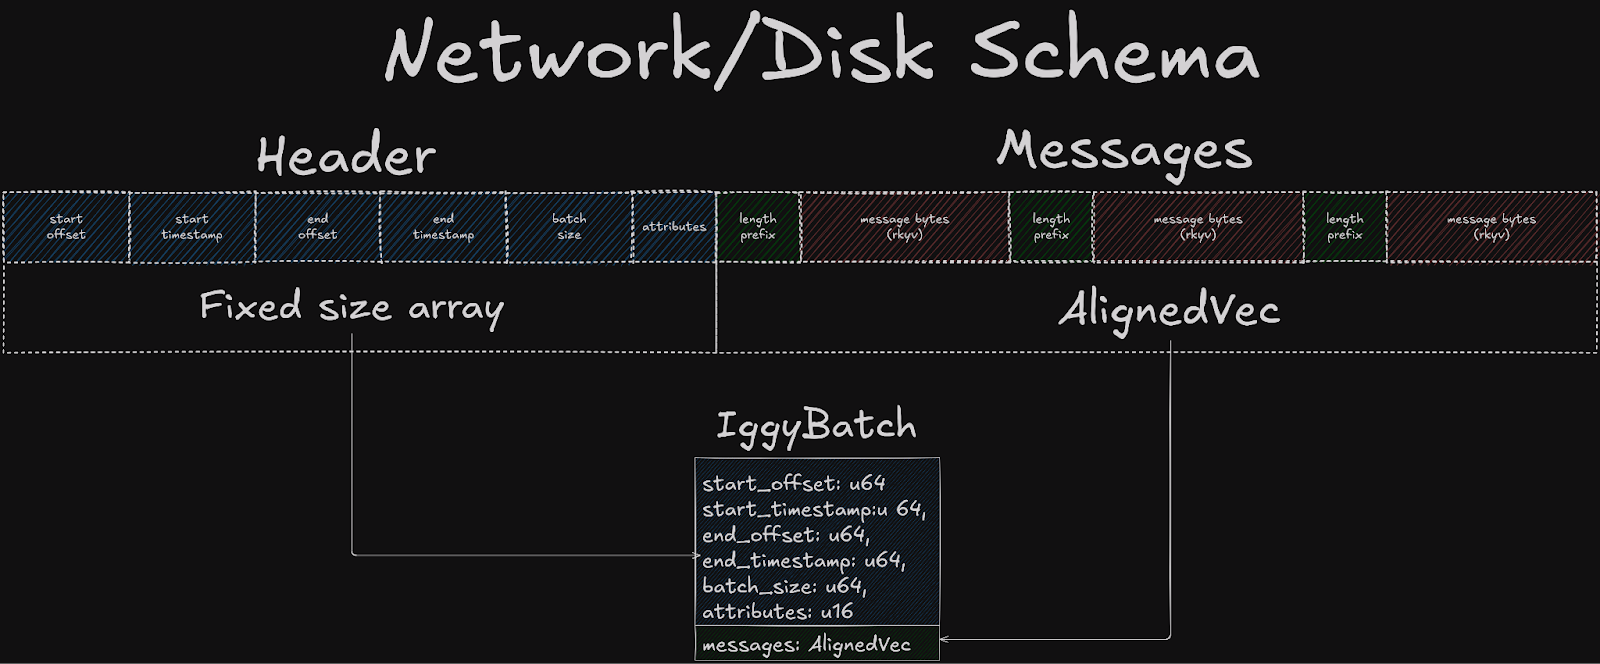 Network/Disk Schema
Header
Messages
start
offset
start
timestamp
end
offset
end
timestamp
batch
size
attributes
length
prefix
message bytes
(rkyv)
length
prefix
message bytes
(rkyv)
length
prefix
message bytes
(rkyv)
Fixed size array
AlignedVec
IggyBatch
start_offset: u64
start_timestamp:u 64,
end_offset: u64,
end_timestamp: u64,
batch_size: u64,
attributes: u16
messages: AlignedVec